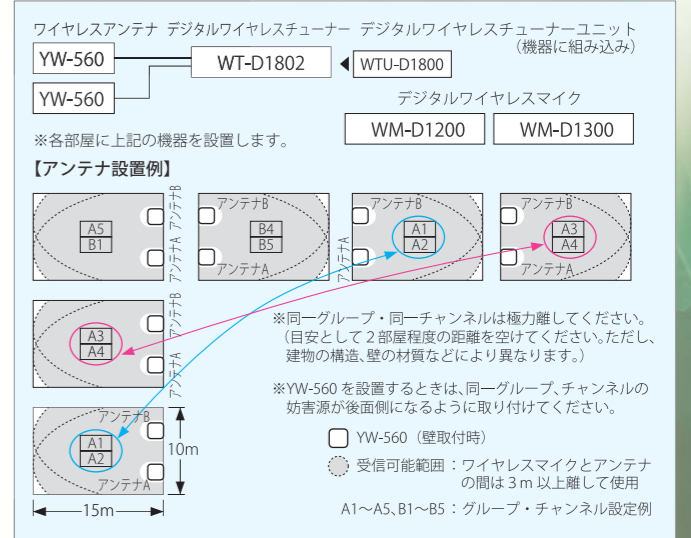 ワイヤレスアンテナ デジタルワイヤレスチューナー デジタルワイヤレスチューナーユニット
（機器に組み込み）
YW-560 WT-D1802 WTU-D1800
YW-560
デジタルワイヤレスマイク
WM-D1200 WM-D1300
※各部屋に上記の機器を設置します。
【アンテナ設置例】
A5
B1
アンテナB
アンテナA
アンテナB
B4
B5
アンテナA
アンテナB
A1
A2
アンテナA
アンテナB
A3
A4
アンテナA
A3
A4
アンテナB
アンテナA
アンテナB
A1
A2
アンテナA
10m
15m
※同一グループ・同一チャンネルは極力離してください。
（目安として２部屋程度の距離を空けてください。ただし、
建物の構造、壁の材質などにより異なります。）
※YW-560 を設置するときは、同一グループ、チャンネルの
妨害源が後面側になるように取り付けてください。
YW-560（壁取付時）
受信可能範囲：ワイヤレスマイクとアンテナ
の間は３ｍ以上離して使用
A1～A5、B1～B5：グループ・チャンネル設定例